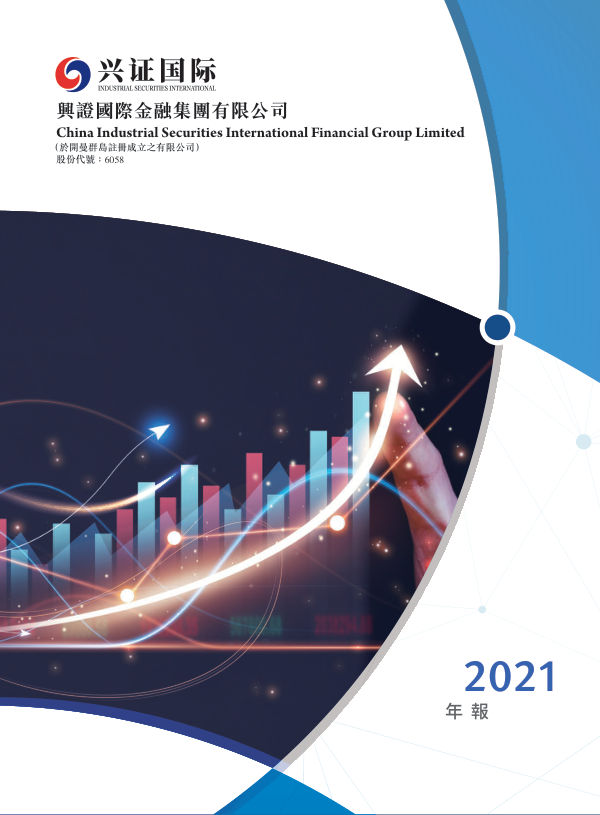 兴证国际
INDUSTRIAL SECURITIES INTERNATIONAL
興證國際金融集團有限公司
China Industrial Securities International Financial Group Limited
(於開曼群島註冊成立之有限公司)
股份代號：6058
2021
年 報